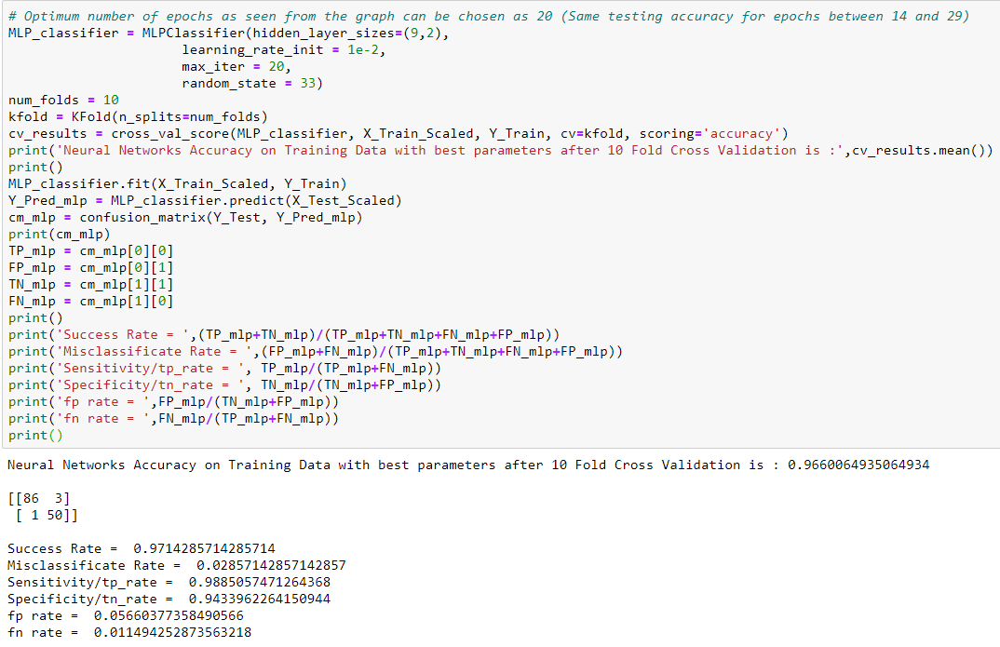 # Optimum number of epochs as seen from the graph can be chosen as 20 (Same testing accuracy for epochs between 14 and 29)
MLP_classifier = MLPClassifier(hidden_layer_sizes=(9,2),
                      learning_rate_init = 1e-2,
                      max_iter = 20,
                      random_state = 33)
num_folds = 10
kfold = KFold(n_splits=num_folds)
cv_results = cross_val_score(MLP_classifier, X_Train_Scaled, Y_Train, cv=kfold, scoring='accuracy')
print('Neural Networks Accuracy on Training Data with best parameters after 10 Fold Cross Validation is :',cv_results.mean())
print()
MLP_classifier.fit(X_Train_Scaled, Y_Train)
Y_Pred_mlp = MLP_classifier.predict(X_Test_Scaled)
cm_mlp = confusion_matrix(Y_Test, Y_Pred_mlp)
print(cm_mlp)
TP_mlp = cm_mlp[0][0]
FP_mlp = cm_mlp[0][1]
TN_mlp = cm_mlp[1][1]
FN_mlp = cm_mlp[1][0]
print()
print('Success Rate = ',(TP_mlp+TN_mlp)/(TP_mlp+TN_mlp+FN_mlp+FP_mlp))
print('Misclassificate Rate = ',(FP_mlp+FN_mlp)/(TP_mlp+TN_mlp+FN_mlp+FP_mlp))
print('Sensitivity/tp_rate = ', TP_mlp/(TP_mlp+FN_mlp))
print('Specificity/tn_rate = ', TN_mlp/(TN_mlp+FP_mlp))
print('fp rate = ',FP_mlp/(TN_mlp+FP_mlp))
print('fn rate = ',FN_mlp/(TP_mlp+FN_mlp))
print()
Neural Networks Accuracy on Training Data with best parameters after 10 Fold Cross Validation is : 0.9660064935064934
[[86  3]
 [ 1 50]]
Success Rate =  0.9714285714285714
Misclassificate Rate =  0.02857142857142857
Sensitivity/tp_rate =  0.9885057471264368
Specificity/tn_rate =  0.9433962264150944
fp rate =  0.05660377358490566
fn rate =  0.011494252873563218